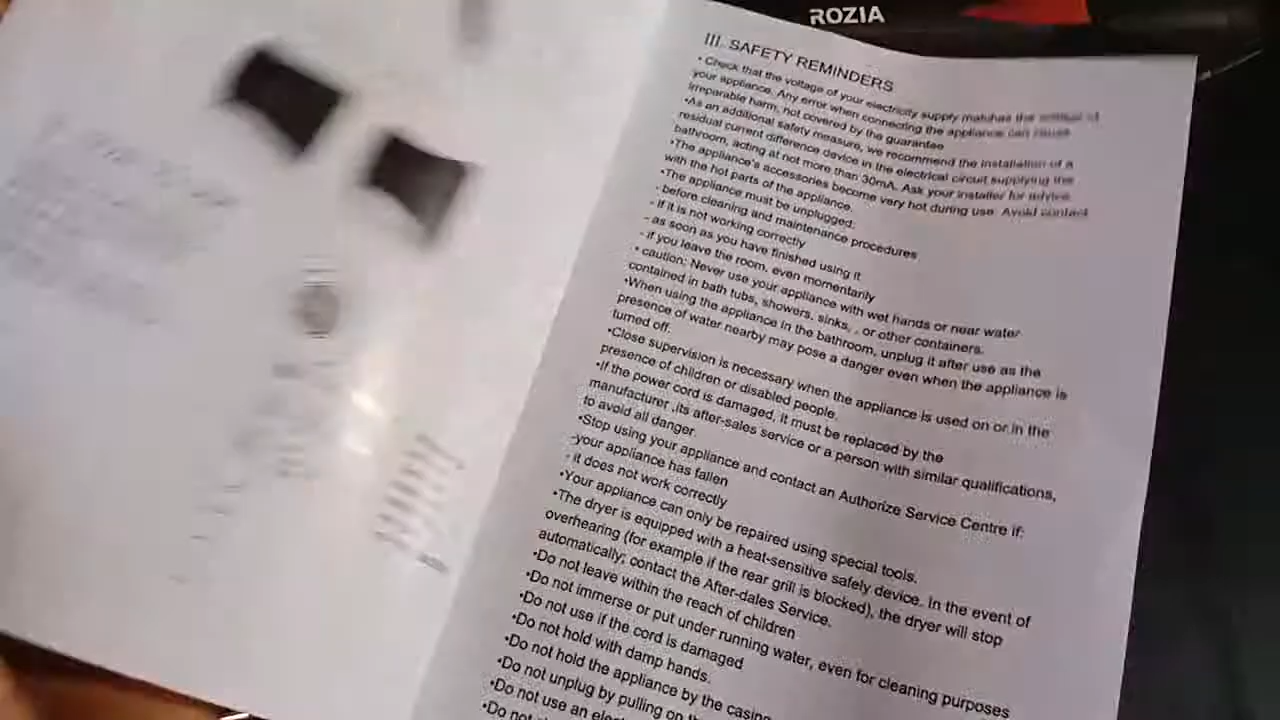 ROZIA
III. SAFETY REMINDERS
• Check that the voltage of your electricity supply matches the voltage of
your appliance. Any error when connecting the appliance can cause
irreparable harm, not covered by the guarantee.
•As an additional safety measure, we recommend the installation of a
residual current difference device in the electrical circuit supplying the
bathroom, acting at not more than 30mA. Ask your installer for advice.
•The appliance's accessories become very hot during use. Avoid contact
with the hot parts of the appliance.
•The appliance must be unplugged:
- before cleaning and maintenance procedures
- if it is not working correctly
- as soon as you have finished using it
- if you leave the room, even momentarily
• caution: Never use your appliance with wet hands or near water
contained in bath tubs, showers, sinks, , or other containers.
•When using the appliance in the bathroom, unplug it after use as the
presence of water nearby may pose a danger even when the appliance is
turned off.
•Close supervision is necessary when the appliance is used on or in the
presence of children or disabled people.
•If the power cord is damaged, it must be replaced by the
manufacturer ,its after-sales service or a person with similar qualifications,
to avoid all danger.
•Stop using your appliance and contact an Authorize Service Centre if:
-your appliance has fallen
- it does not work correctly
•Your appliance can only be repaired using special tools.
•The dryer is equipped with a heat-sensitive safely device. In the event of
overhearing (for example if the rear grill is blocked), the dryer will stop
automatically; contact the After-dales Service.
•Do not leave within the reach of children
•Do not immerse or put under running water, even for cleaning purposes
•Do not use if the cord is damaged
•Do not hold with damp hands.
•Do not hold the appliance by the casing
•Do not unplug by pulling on
•Do not use an
•Do not